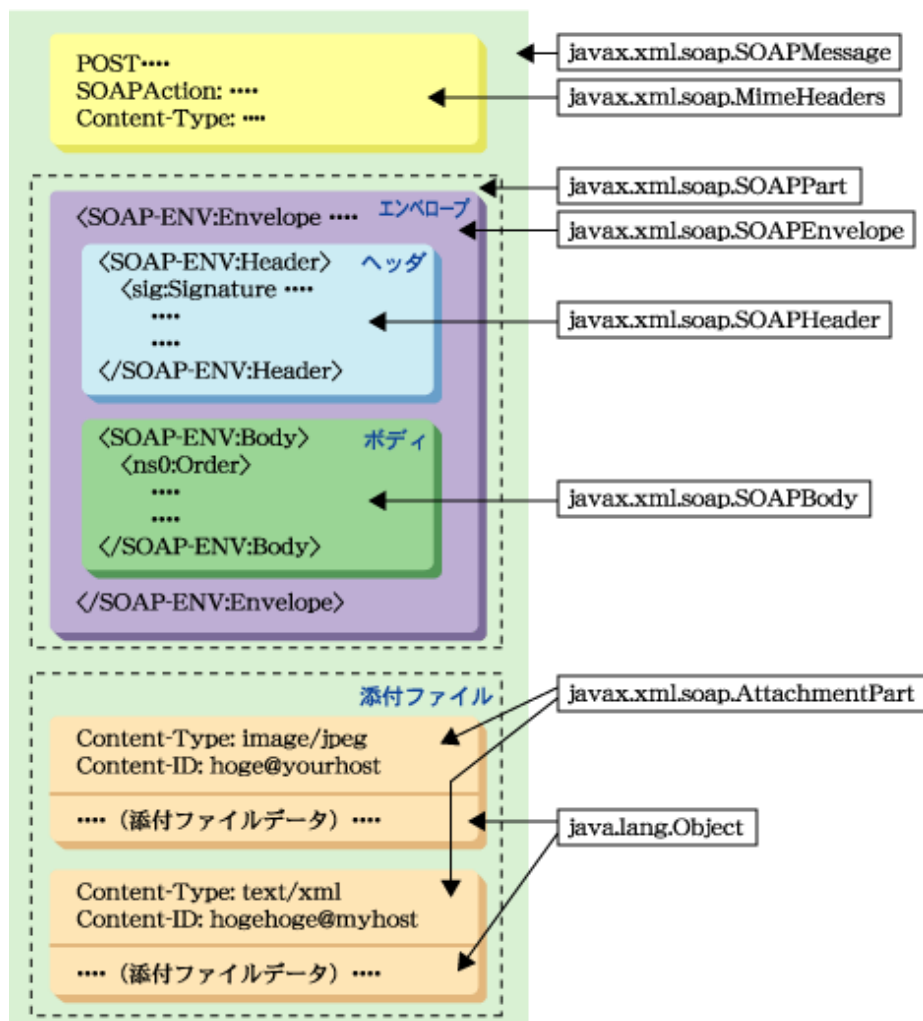 POST····
SOAPAction: ····
Content-Type: ····
javax.xml.soap.SOAPMessage
javax.xml.soap.MimeHeaders
javax.xml.soap.SOAPPart
<SOAP-ENV:Envelope ····
エンベロープ
javax.xml.soap.SOAPEnvelope
<SOAP-ENV:Header>
ヘッダ
<sig:Signature ····
····
····
</SOAP-ENV:Header>
javax.xml.soap.SOAPHeader
<SOAP-ENV:Body>
ボディ
<ns0:Order>
····
····
</SOAP-ENV:Body>
javax.xml.soap.SOAPBody
</SOAP-ENV:Envelope>
添付ファイル
javax.xml.soap.AttachmentPart
Content-Type: image/jpeg
Content-ID: hoge@yourhost
····（添付ファイルデータ）····
java.lang.Object
Content-Type: text/xml
Content-ID: hogehoge@myhost
····（添付ファイルデータ）····